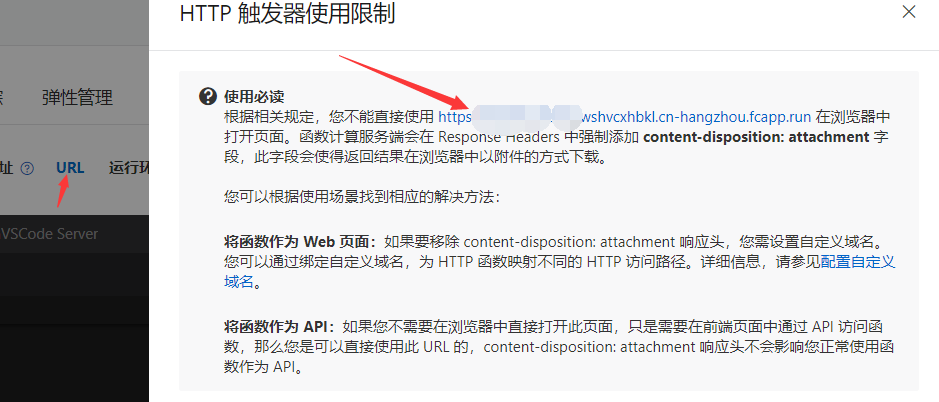 HTTP 触发器使用限制
弹性管理
使用必读
根据相关规定，您不能直接使用 https wshvcxhbkl.cn-hangzhou.fcapp.run 在浏览器中
打开页面。函数计算服务端会在 Response Headers 中强制添加 content-disposition: attachment 字
段，此字段会使得返回结果在浏览器中以附件的方式下载。
址 URL 运行环
您可以根据使用场景找到相应的解决方法：
VSCode Server
将函数作为 Web 页面：如果要移除 content-disposition: attachment 响应头，您需设置自定义域名。
您可以通过绑定自定义域名，为 HTTP 函数映射不同的 HTTP 访问路径。详细信息，请参见配置自定义
域名。
将函数作为 API：如果您不需要在浏览器中直接打开此页面，只是需要在前端页面中通过 API 访问函
数，那么您是可以直接使用此 URL 的，content-disposition: attachment 响应头不会影响您正常使用函
数作为 API。